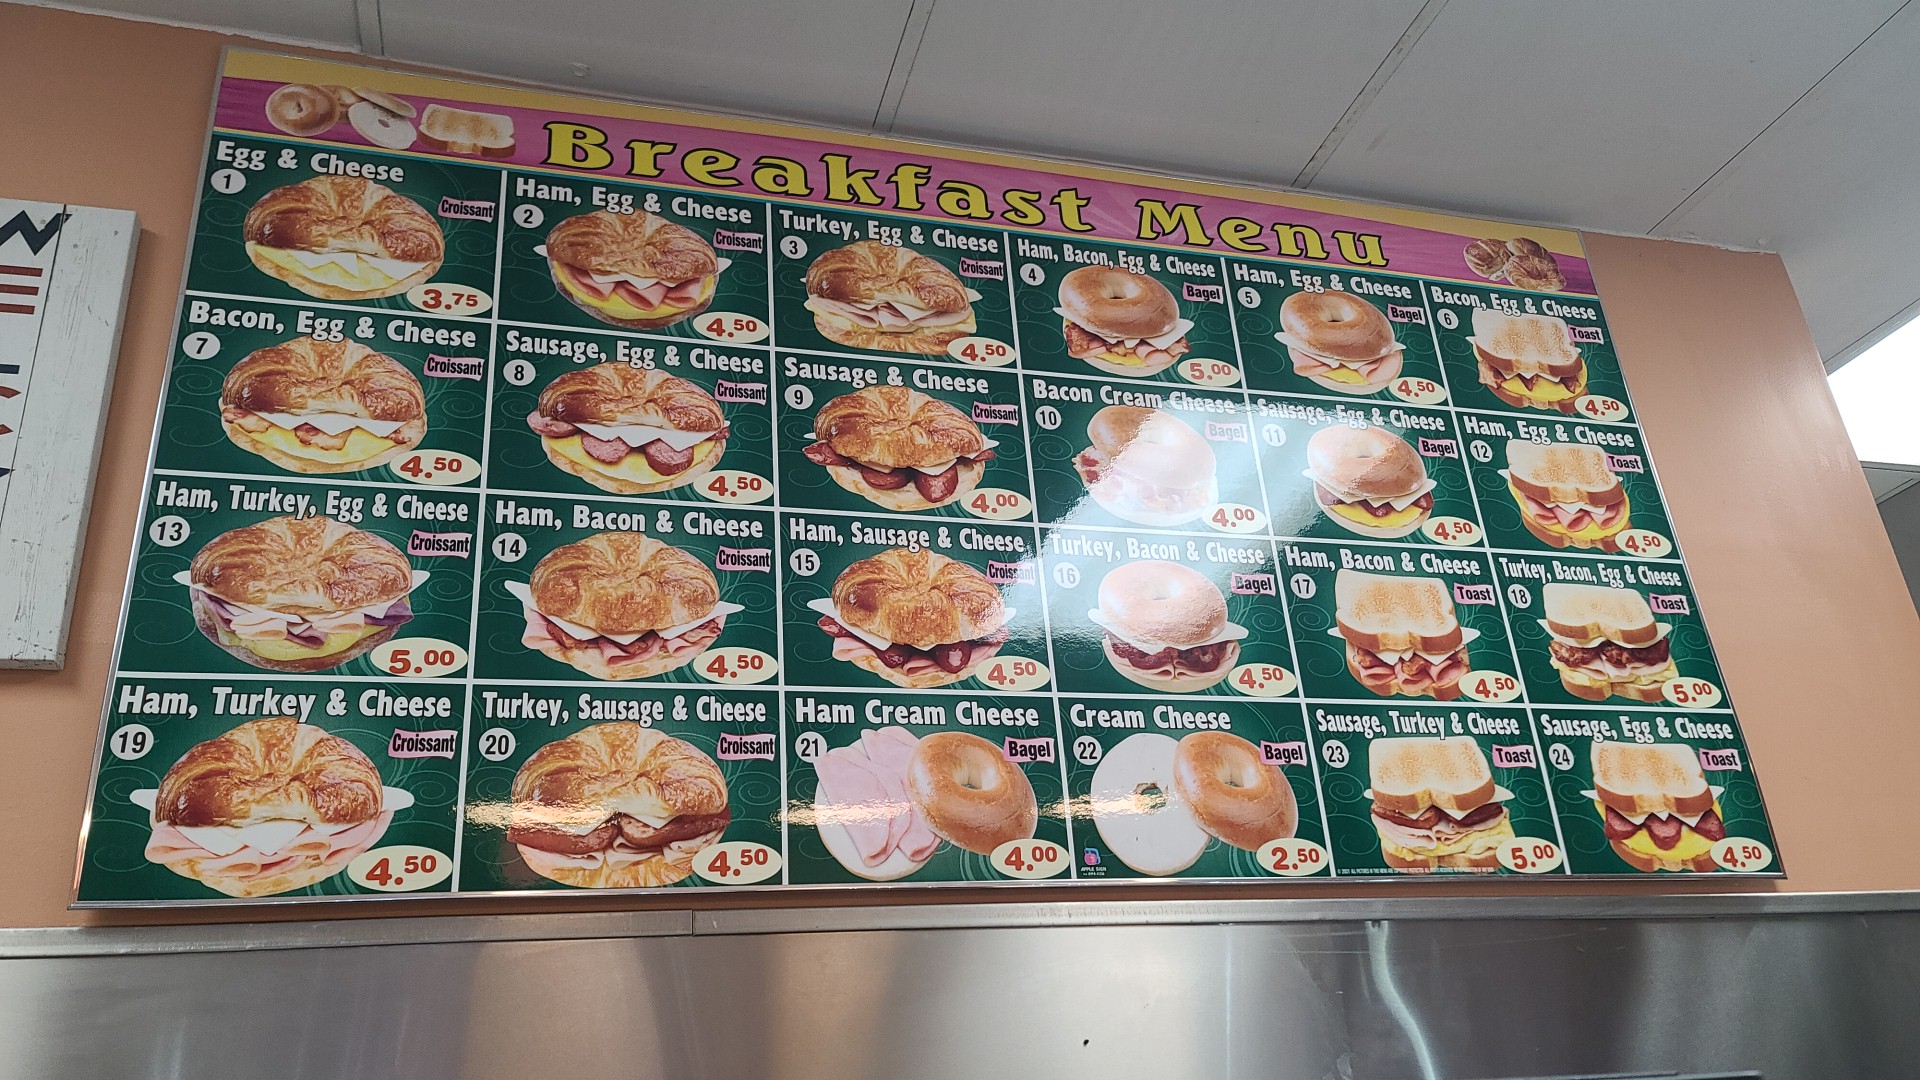 Breakfast Menu
Egg & Cheese
1
Croissant
3.75
Ham, Egg & Cheese
2
Croissant
4.50
Turkey, Egg & Cheese
3
Croissant
4.50
Ham, Bacon, Egg & Cheese
4
Bagel
5.00
Ham, Egg & Cheese
5
Bagel
4.50
Bacon, Egg & Cheese
6
Toast
4.50
Bacon, Egg & Cheese
7
Croissant
4.50
Sausage, Egg & Cheese
8
Croissant
4.50
Sausage & Cheese
9
Croissant
4.00
Bacon Cream Cheese
10
Bagel
4.00
Sausage, Egg & Cheese
11
Bagel
4.50
Ham, Egg & Cheese
12
Toast
4.50
Ham, Turkey, Egg & Cheese
13
Croissant
5.00
Ham, Bacon & Cheese
14
Croissant
4.50
Ham, Sausage & Cheese
15
Croissant
4.50
Turkey, Bacon & Cheese
16
Bagel
4.50
Ham, Bacon & Cheese
17
Toast
4.50
Turkey, Bacon, Egg & Cheese
18
Toast
5.00
Ham, Turkey & Cheese
19
Croissant
4.50
Turkey, Sausage & Cheese
20
Croissant
4.50
Ham Cream Cheese
21
Bagel
4.00
Cream Cheese
22
Bagel
2.50
APPLE SIGN
Sausage, Turkey & Cheese
23
Toast
5.00
Sausage, Egg & Cheese
24
Toast
4.50